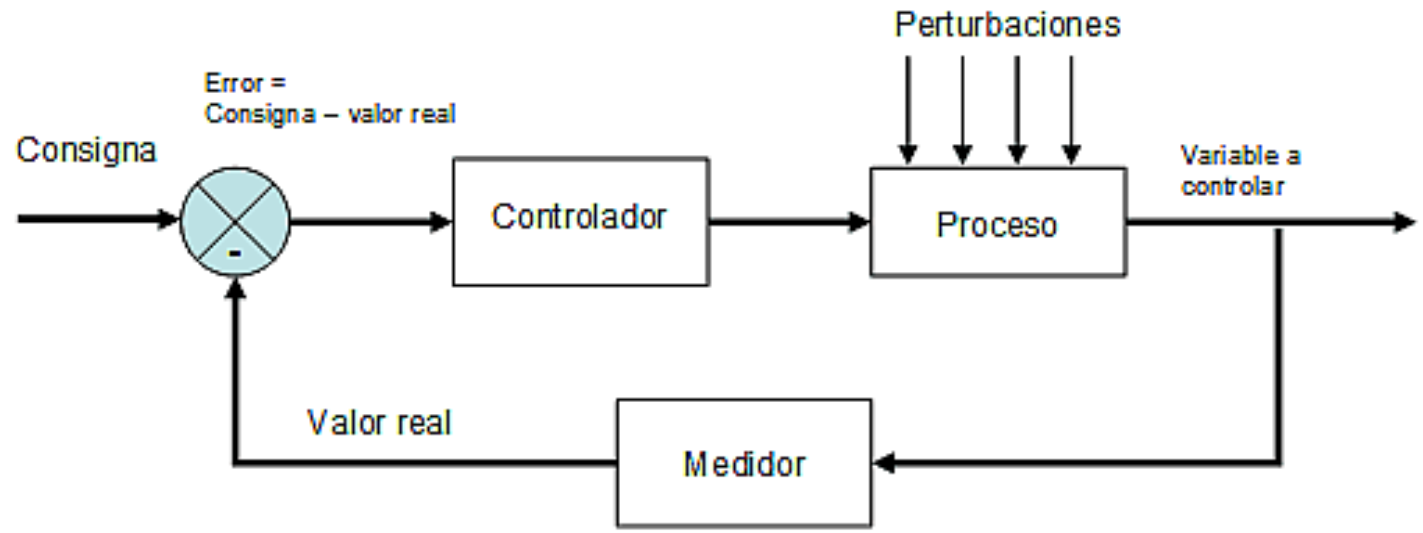 Perturbaciones
Error =
Consigna – valor real
Consigna
Variable a
controlar
Controlador
Proceso
-
Valor real
Medidor